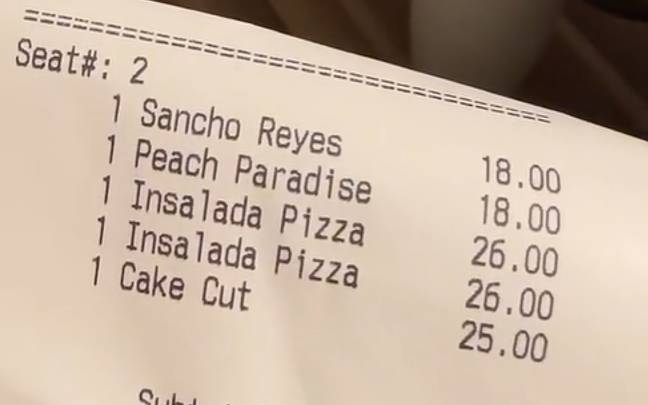 ================================
Seat#: 2
1 Sancho Reyes 18.00
1 Peach Paradise 18.00
1 Insalada Pizza 26.00
1 Insalada Pizza 26.00
1 Cake Cut 25.00